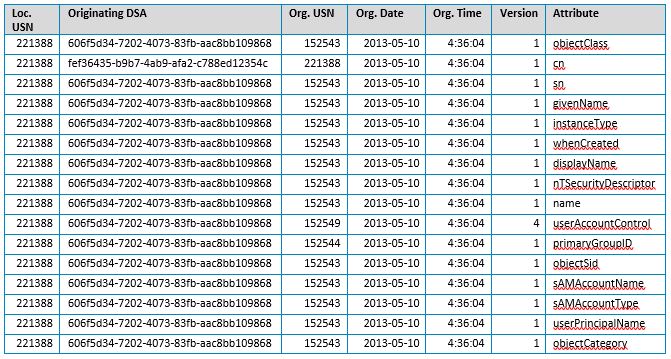 Loc. USN Originating DSA Org. USN Org. Date Org. Time Version Attribute
221388 606f5d34-7202-4073-83fb-aac8bb109868 152543 2013-05-10 4:36:04 1 objectClass
221388 fef36435-b9b7-4ab9-afa2-c788ed12354c 221388 2013-05-10 4:36:04 1 cn
221388 606f5d34-7202-4073-83fb-aac8bb109868 152543 2013-05-10 4:36:04 1 sn
221388 606f5d34-7202-4073-83fb-aac8bb109868 152543 2013-05-10 4:36:04 1 givenName
221388 606f5d34-7202-4073-83fb-aac8bb109868 152543 2013-05-10 4:36:04 1 instanceType
221388 606f5d34-7202-4073-83fb-aac8bb109868 152543 2013-05-10 4:36:04 1 whenCreated
221388 606f5d34-7202-4073-83fb-aac8bb109868 152543 2013-05-10 4:36:04 1 displayName
221388 606f5d34-7202-4073-83fb-aac8bb109868 152543 2013-05-10 4:36:04 1 nTSecurityDescriptor
221388 606f5d34-7202-4073-83fb-aac8bb109868 152543 2013-05-10 4:36:04 1 name
221388 606f5d34-7202-4073-83fb-aac8bb109868 152549 2013-05-10 4:36:04 4 userAccountControl
221388 606f5d34-7202-4073-83fb-aac8bb109868 152544 2013-05-10 4:36:04 1 primaryGroupID
221388 606f5d34-7202-4073-83fb-aac8bb109868 152543 2013-05-10 4:36:04 1 objectSid
221388 606f5d34-7202-4073-83fb-aac8bb109868 152543 2013-05-10 4:36:04 1 sAMAccountName
221388 606f5d34-7202-4073-83fb-aac8bb109868 152543 2013-05-10 4:36:04 1 sAMAccountType
221388 606f5d34-7202-4073-83fb-aac8bb109868 152543 2013-05-10 4:36:04 1 userPrincipalName
221388 606f5d34-7202-4073-83fb-aac8bb109868 152543 2013-05-10 4:36:04 1 objectCategory